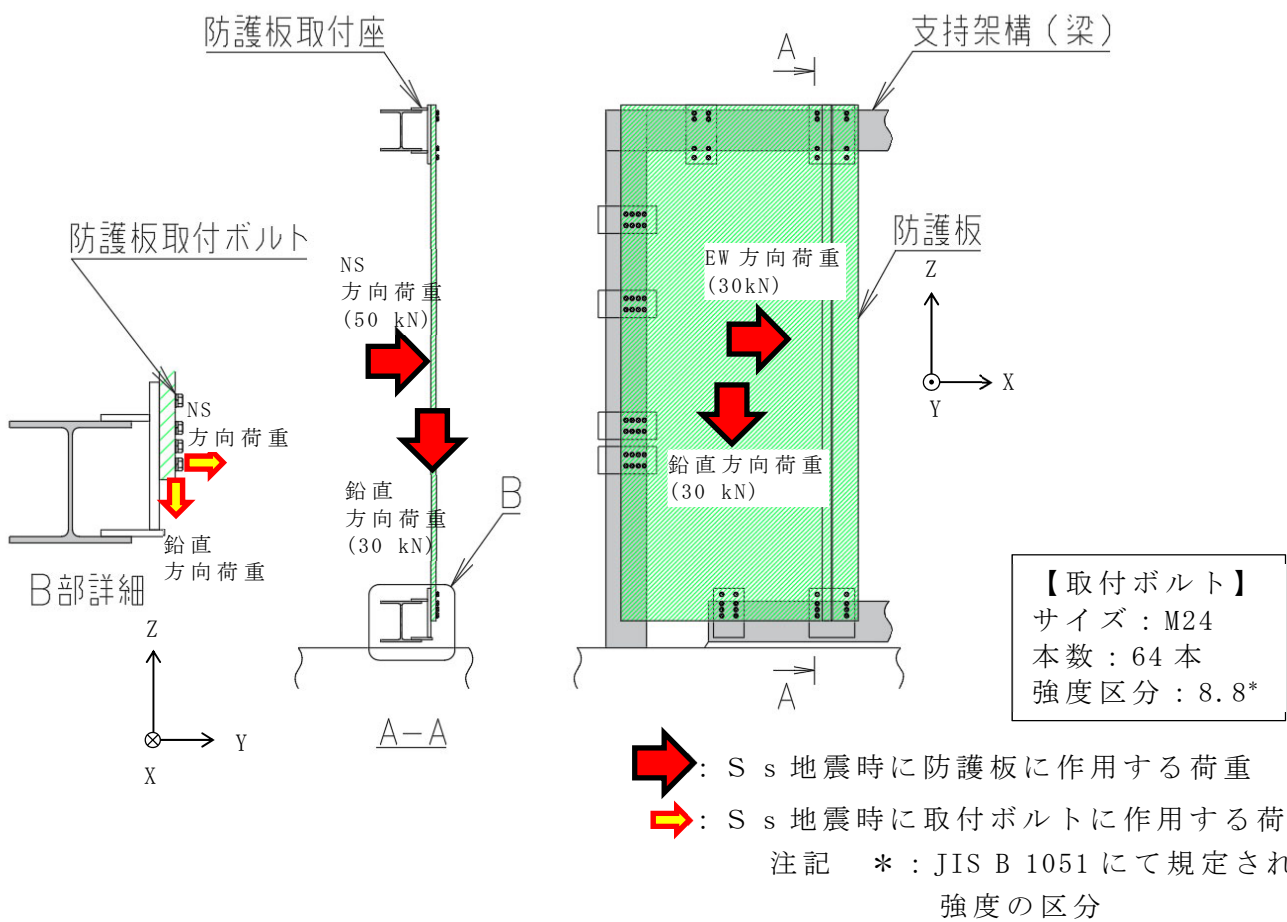 防護板取付座
A
支持架構（梁）
防護板取付ボルト
防護板
NS
方向荷重
(50 kN)
EW 方向荷重
(30kN)
Z
X
Y
NS
方向荷重
鉛直方向荷重
(30 kN)
鉛直
方向荷重
(30 kN)
B
鉛直
方向荷重
B部詳細
【取付ボルト】
サイズ：M24
本数：64 本
強度区分：8.8*
Z
Y
X
A－A
A
：Ｓｓ地震時に防護板に作用する荷重
：Ｓｓ地震時に取付ボルトに作用する荷
注記　＊：JIS B 1051 にて規定され
強度の区分